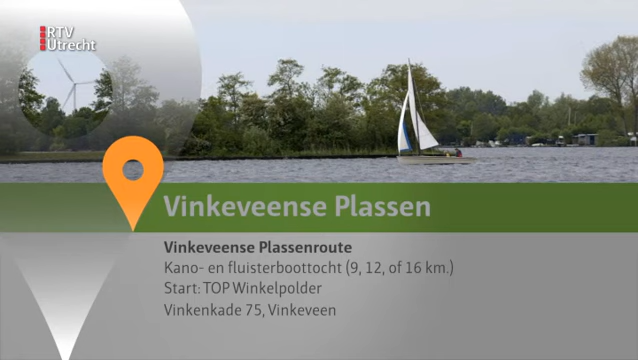 RTV
Utrecht
Vinkeveense Plassen
Vinkeveense Plassenroute
Kano- en fluisterboottocht (9, 12, of 16 km.)
Start: TOP Winkelpolder
Vinkenkade 75, Vinkeveen